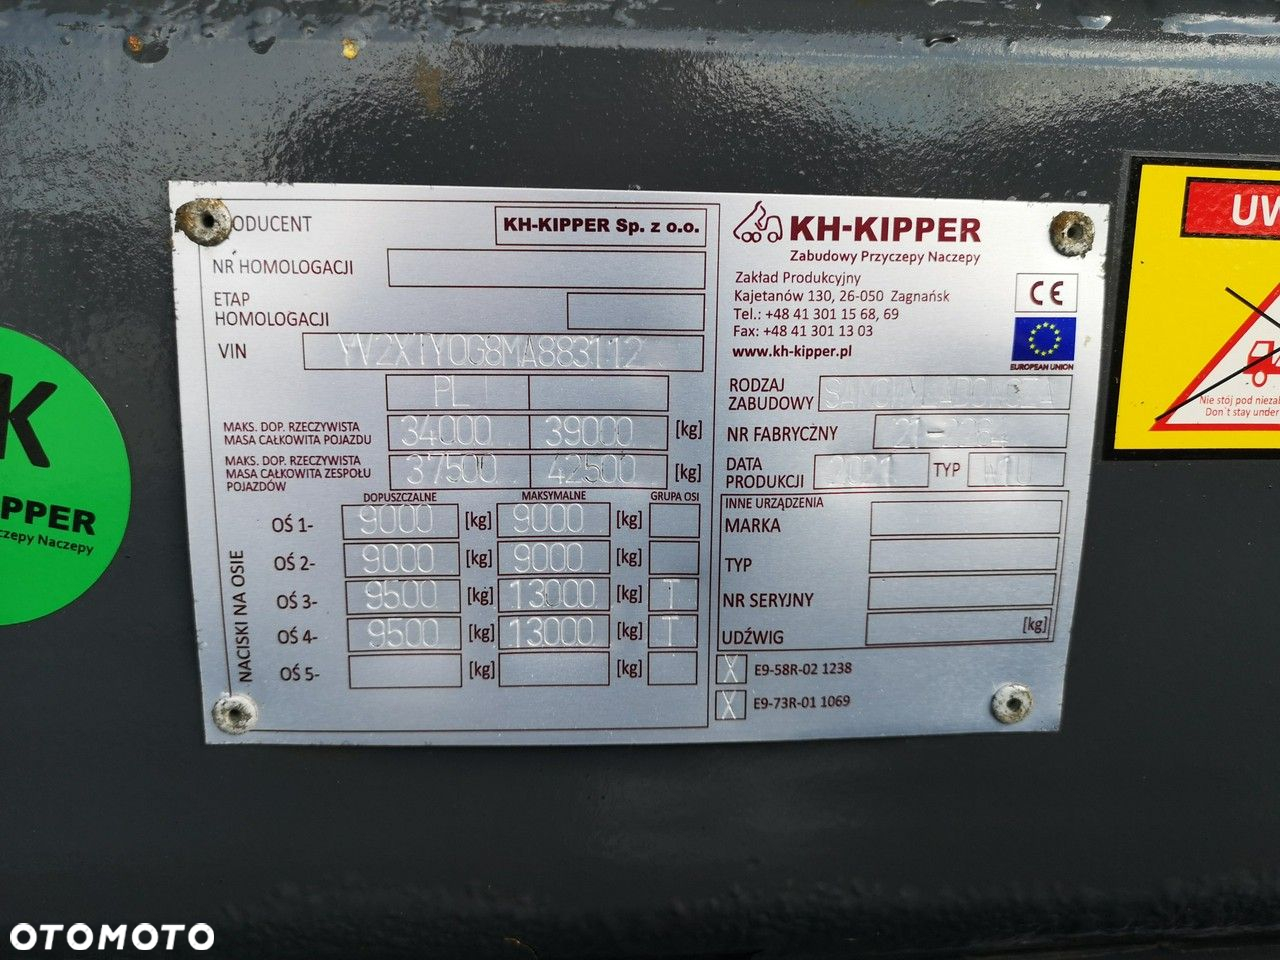 PRODUCENT
KH-KIPPER Sp. z o.o.
NR HOMOLOGACJI
ETAP
HOMOLOGACJI
VIN
YV2X1Y0G8MA883112
PL
MAKS. DOP. RZECZYWISTA
MASA CAŁKOWITA POJAZDU
34000 39000 [kg]
MAKS. DOP. RZECZYWISTA
MASA CAŁKOWITA ZESPOŁU
POJAZDÓW
37500 42500 [kg]
DOPUSZCZALNE MAKSYMALNE GRUPA OSI
NACISKI NA OSIE
OŚ 1- 9000 [kg] 9000 [kg]
OŚ 2- 9000 [kg] 9000 [kg]
OŚ 3- 9500 [kg] 13000 [kg] T
OŚ 4- 9500 [kg] 13000 [kg] T
OŚ 5- [kg] [kg]
KH-KIPPER
Zabudowy Przyczepy Naczepy
Zakład Produkcyjny
Kajetanów 130, 26-050 Zagnańsk
Tel.: +48 41 301 15 68, 69
Fax: +48 41 301 13 03
www.kh-kipper.pl
CE
EUROPEAN UNION
RODZAJ
ZABUDOWY
NR FABRYCZNY
DATA
PRODUKCJI
2021
TYP
W1U
INNE URZĄDZENIA
MARKA
TYP
NR SERYJNY
UDŹWIG [kg]
X E9-58R-02 1238
X E9-73R-01 1069
K
IPPER
czepy Naczepy
UW
Nie stój pod niezab
Don´t stay under
OTOMOTO